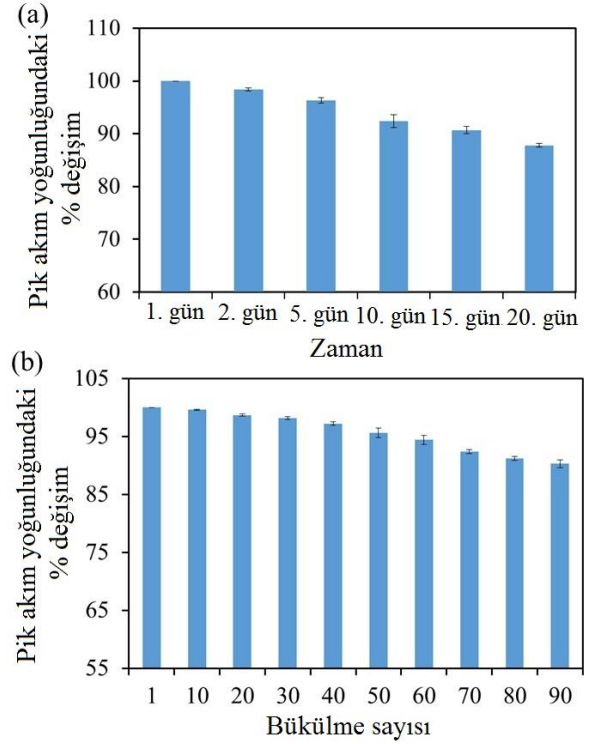 (a)
Pik akım yoğunluğundaki
% değişim
110
100
90
80
70
60
1. gün 2. gün 5. gün 10. gün 15. gün 20. gün
Zaman
(b)
Pik akım yoğunluğundaki
% değişim
105
95
85
75
65
55
1 10 20 30 40 50 60 70 80 90
Bükülme sayısı